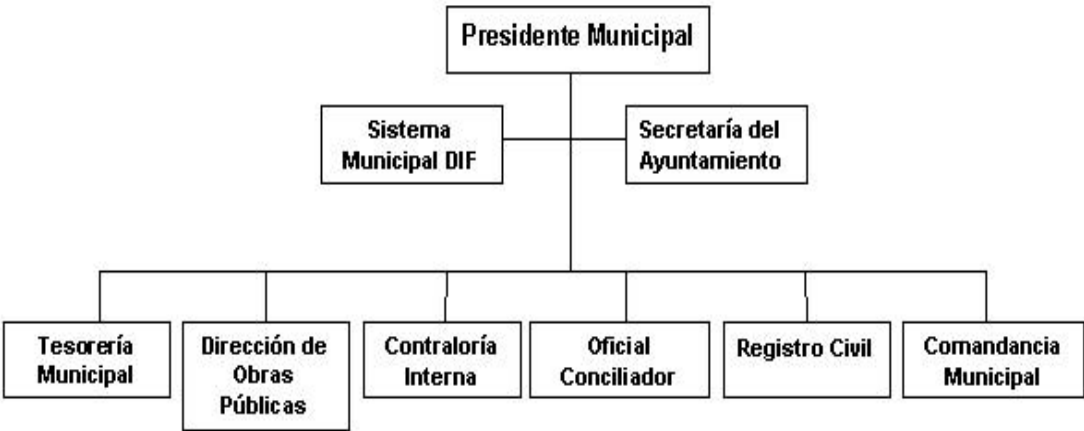 Presidente Municipal
Sistema
Municipal DIF
Secretaría del
Ayuntamiento
Tesorería
Municipal
Dirección de
Obras
Públicas
Contraloría
Interna
Oficial
Conciliador
Registro Civil
Comandancia
Municipal